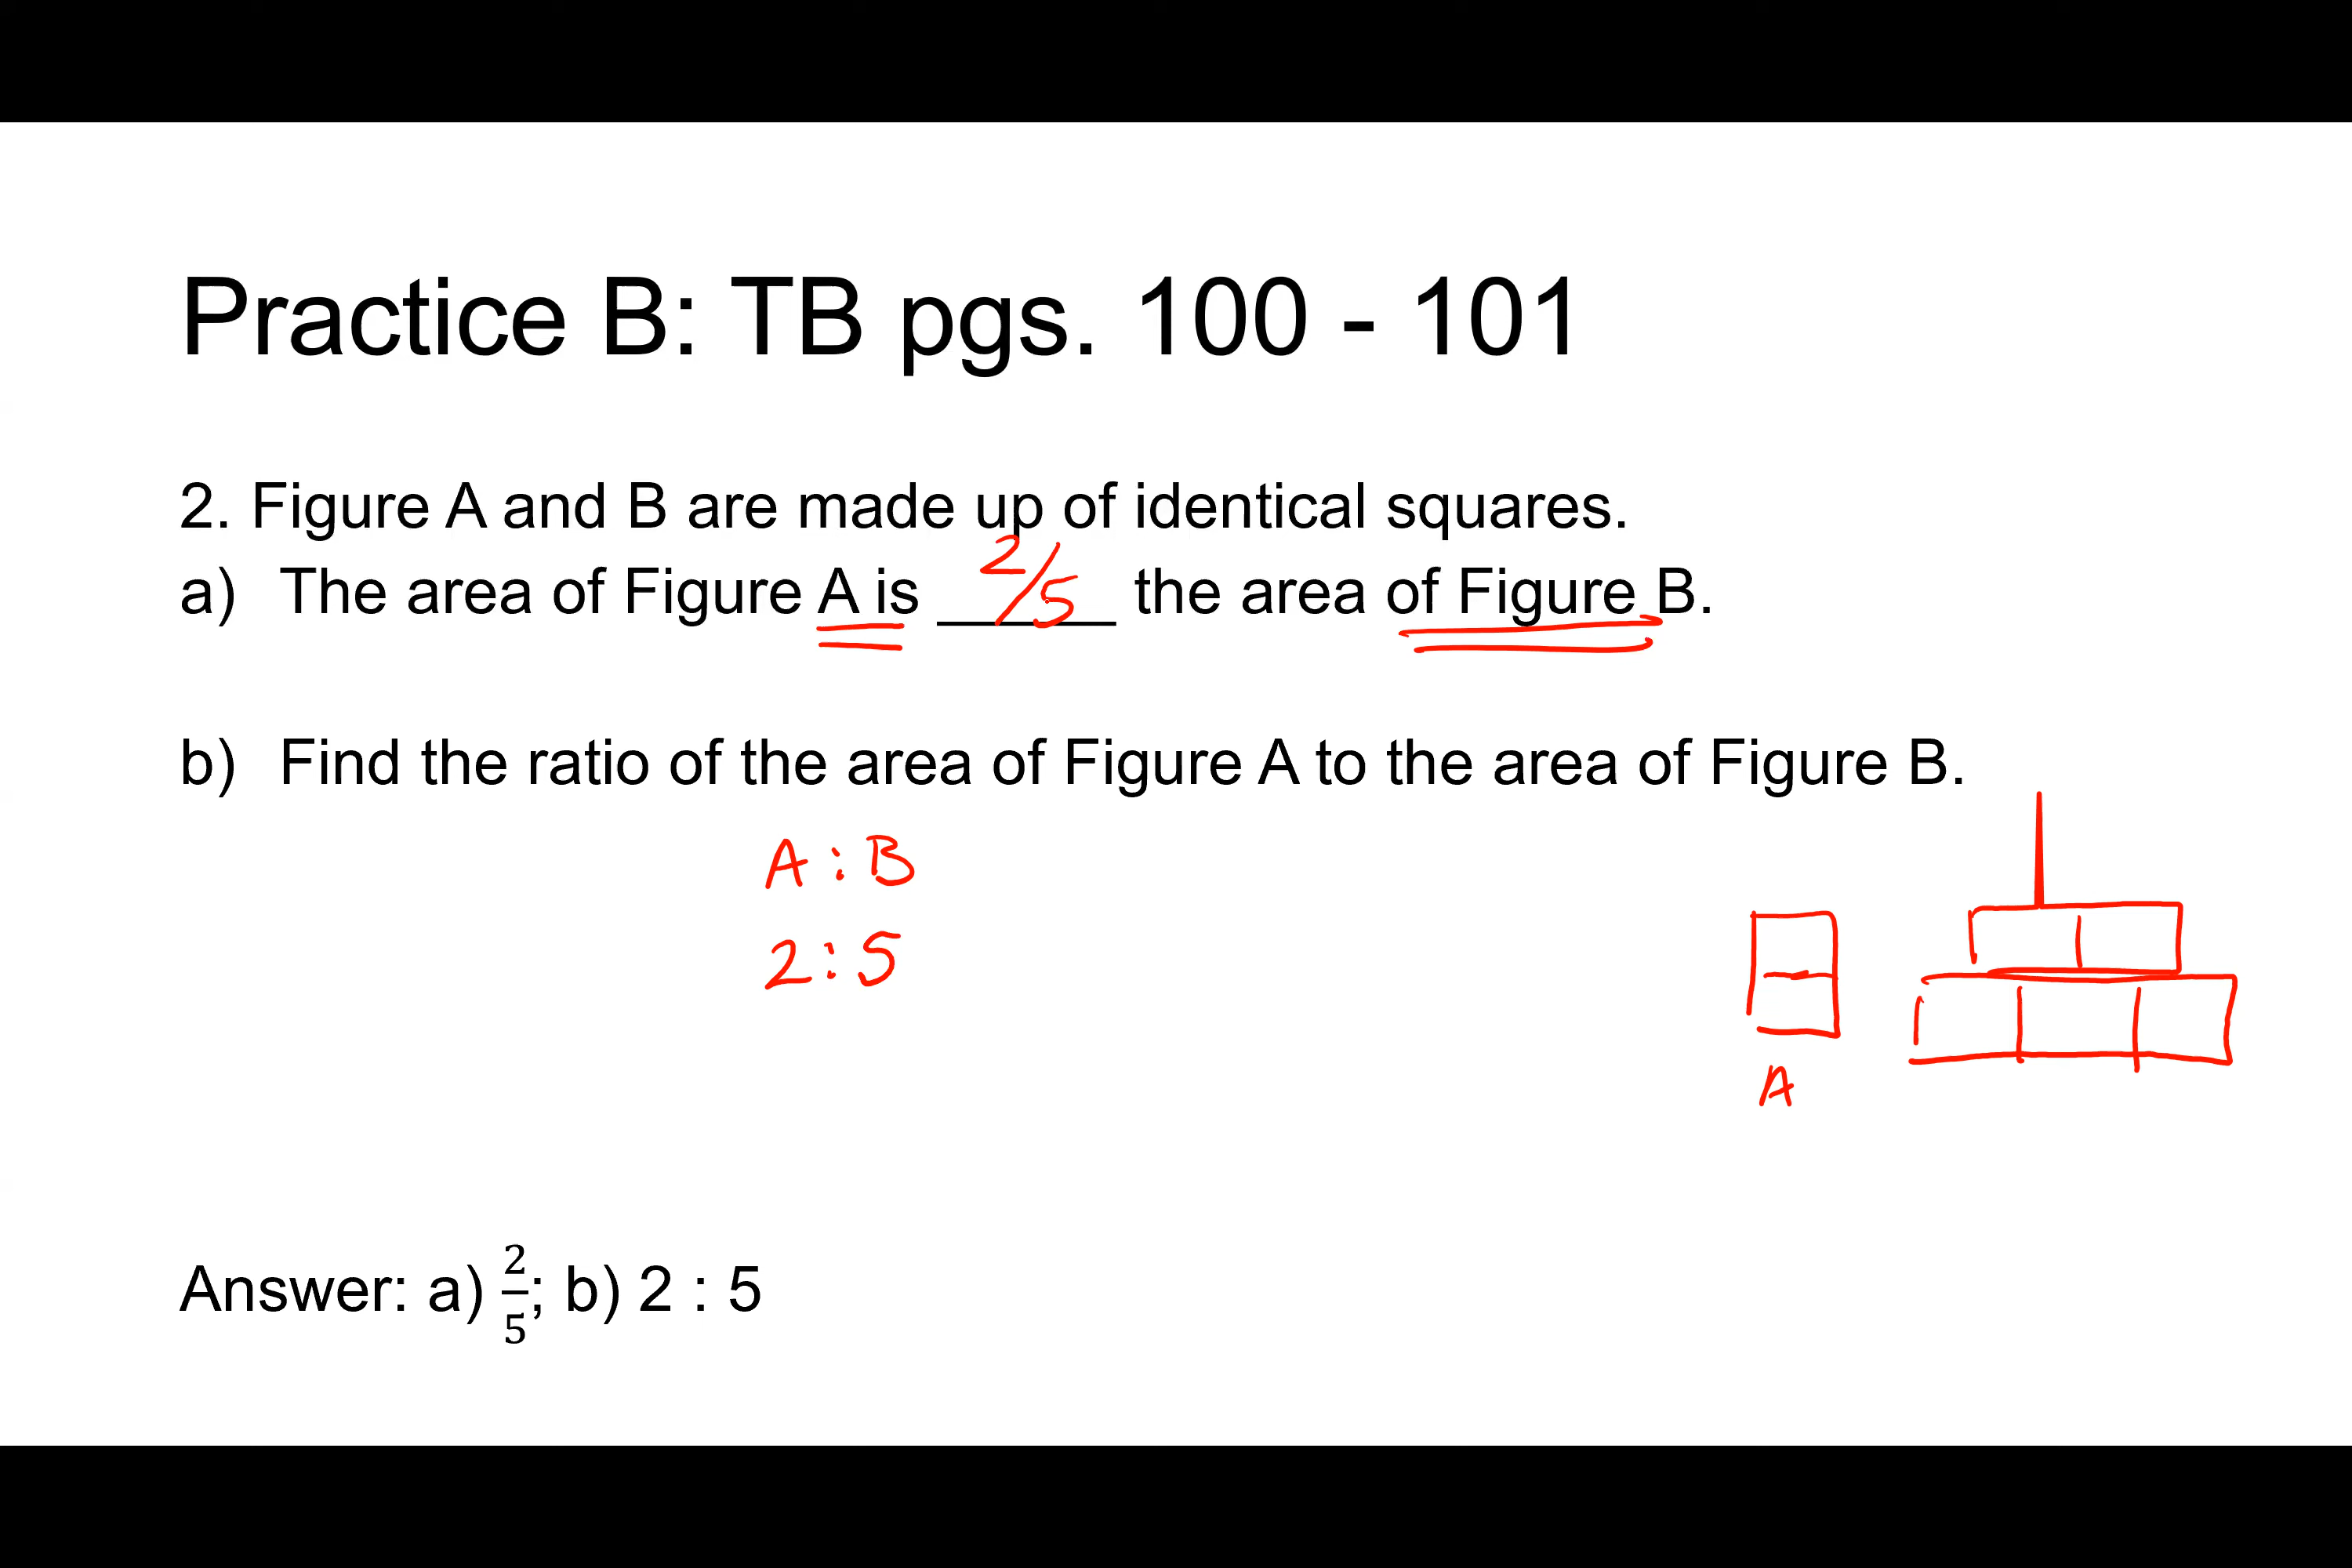 Practice B: TB pgs. 100 - 101
2. Figure A and B are made up of identical squares.
a) The area of Figure A is 2/5 the area of Figure B.
b) Find the ratio of the area of Figure A to the area of Figure B.
A : B
2 : 5
A
Answer: a) 2/5; b) 2 : 5